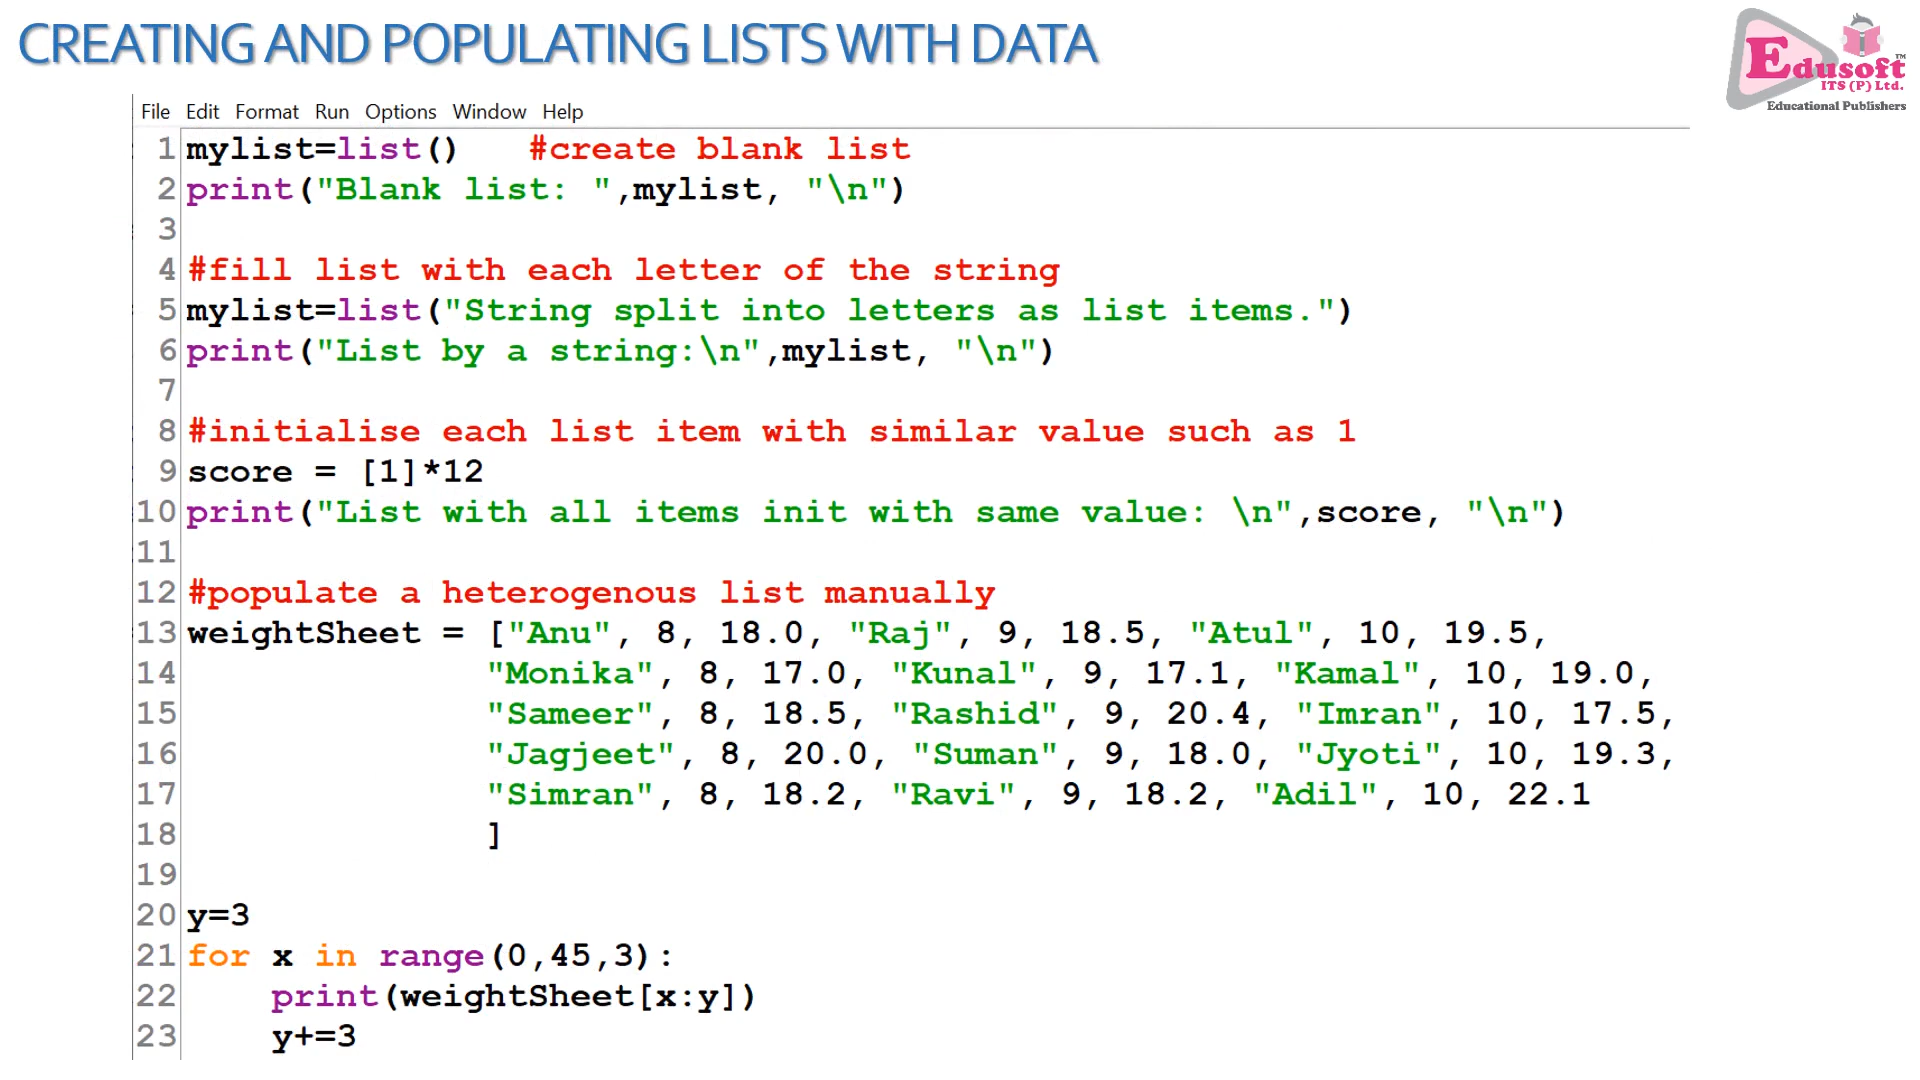 CREATING AND POPULATING LISTS WITH DATA
Edusoft™
ITS (P) Ltd.
Educational Publishers
File Edit Format Run Options Window Help
1 mylist=list()   #create blank list
2 print("Blank list: ",mylist, "\n")
3
4 #fill list with each letter of the string
5 mylist=list("String split into letters as list items.")
6 print("List by a string:\n",mylist, "\n")
7
8 #initialise each list item with similar value such as 1
9 score = [1]*12
10 print("List with all items init with same value: \n",score, "\n")
11
12 #populate a heterogenous list manually
13 weightSheet = ["Anu", 8, 18.0, "Raj", 9, 18.5, "Atul", 10, 19.5,
14               "Monika", 8, 17.0, "Kunal", 9, 17.1, "Kamal", 10, 19.0,
15               "Sameer", 8, 18.5, "Rashid", 9, 20.4, "Imran", 10, 17.5,
16               "Jagjeet", 8, 20.0, "Suman", 9, 18.0, "Jyoti", 10, 19.3,
17               "Simran", 8, 18.2, "Ravi", 9, 18.2, "Adil", 10, 22.1
18               ]
19
20 y=3
21 for x in range(0,45,3):
22     print(weightSheet[x:y])
23     y+=3